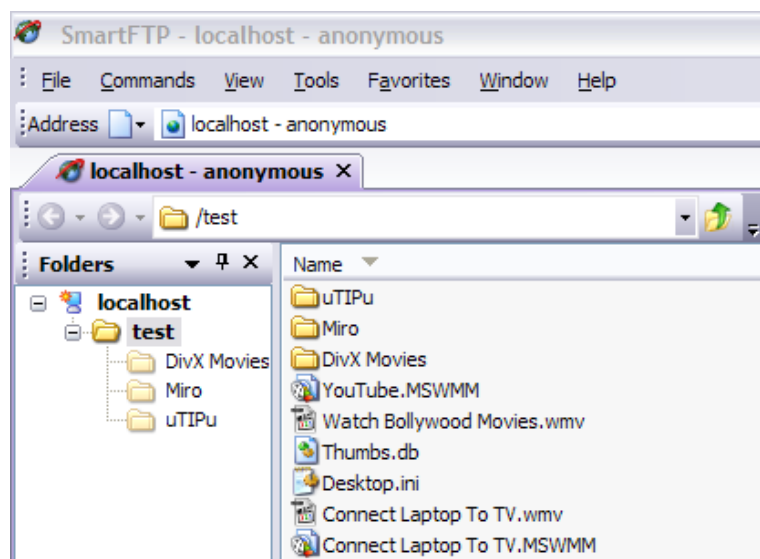 SmartFTP - localhost - anonymous
File Commands View Tools Favorites Window Help
Address localhost - anonymous
localhost - anonymous
/test
Folders
localhost
test
DivX Movies
Miro
uTIPu
Name
uTIPu
Miro
DivX Movies
YouTube.MSWMM
Watch Bollywood Movies.wmv
Thumbs.db
Desktop.ini
Connect Laptop To TV.wmv
Connect Laptop To TV.MSWMM